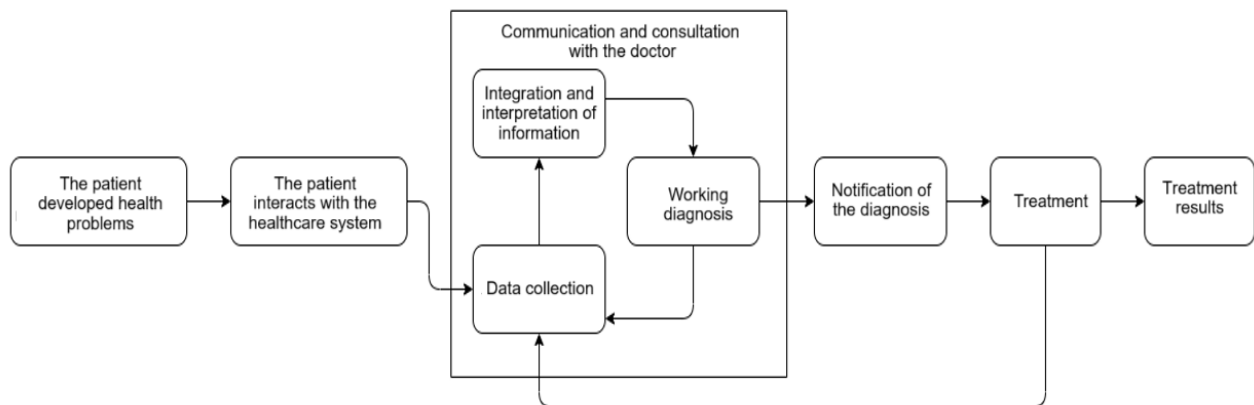 Communication and consultation
with the doctor
Integration and
interpretation of
information
The patient
developed health
problems
The patient
interacts with the
healthcare system
Working
diagnosis
Notification of
the diagnosis
Treatment
Treatment
results
Data collection